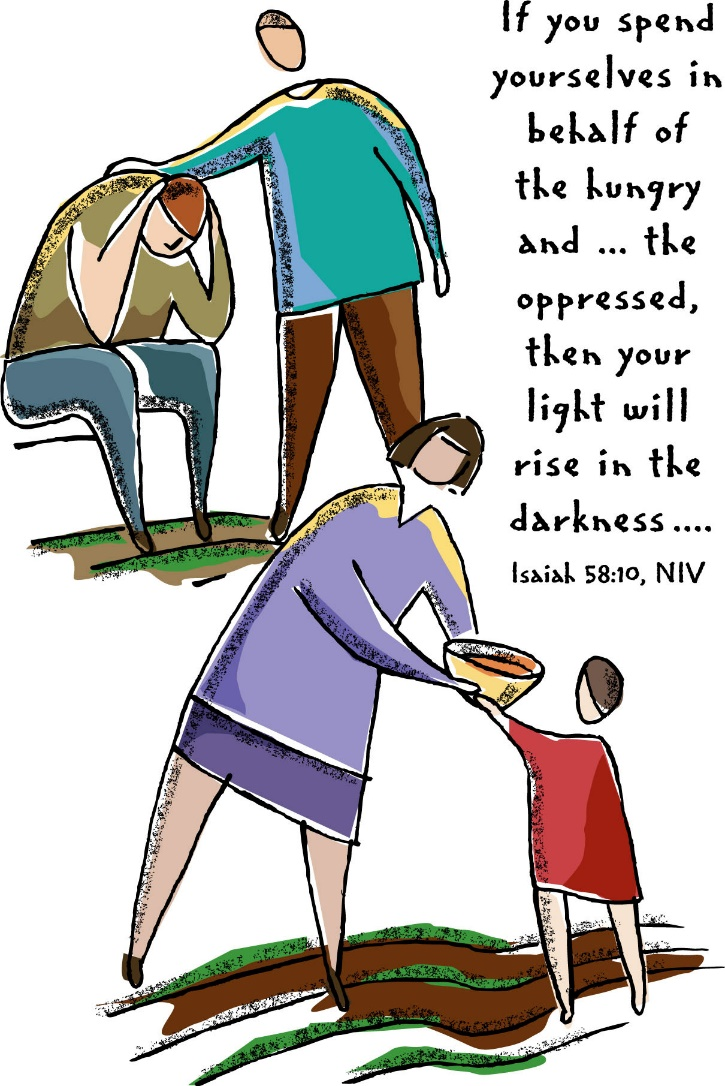 If you spend
yourselves in
behalf of
the hungry
and ... the
oppressed,
then your
light will
rise in the
darkness....
Isaiah 58:10, NIV